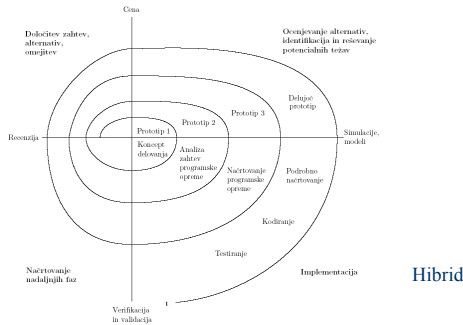 Cena
Določitev zahtev,
alternativ,
omejitev
Ocenjevanje alternativ,
identifikacija in reševanje
potencialnih težav
Delujoč
prototip
Prototip 3
Prototip 2
Prototip 1
Recenzija
Simulacije,
modeli
Koncept
delovanja
Analiza
zahtev
programske
opreme
Načrtovanje
programske
opreme
Podrobno
načrtovanje
Kodiranje
Testiranje
Načrtovanje
nadaljnjih faz
Implementacija
Hibrid
t
Verifikacija
in validacija